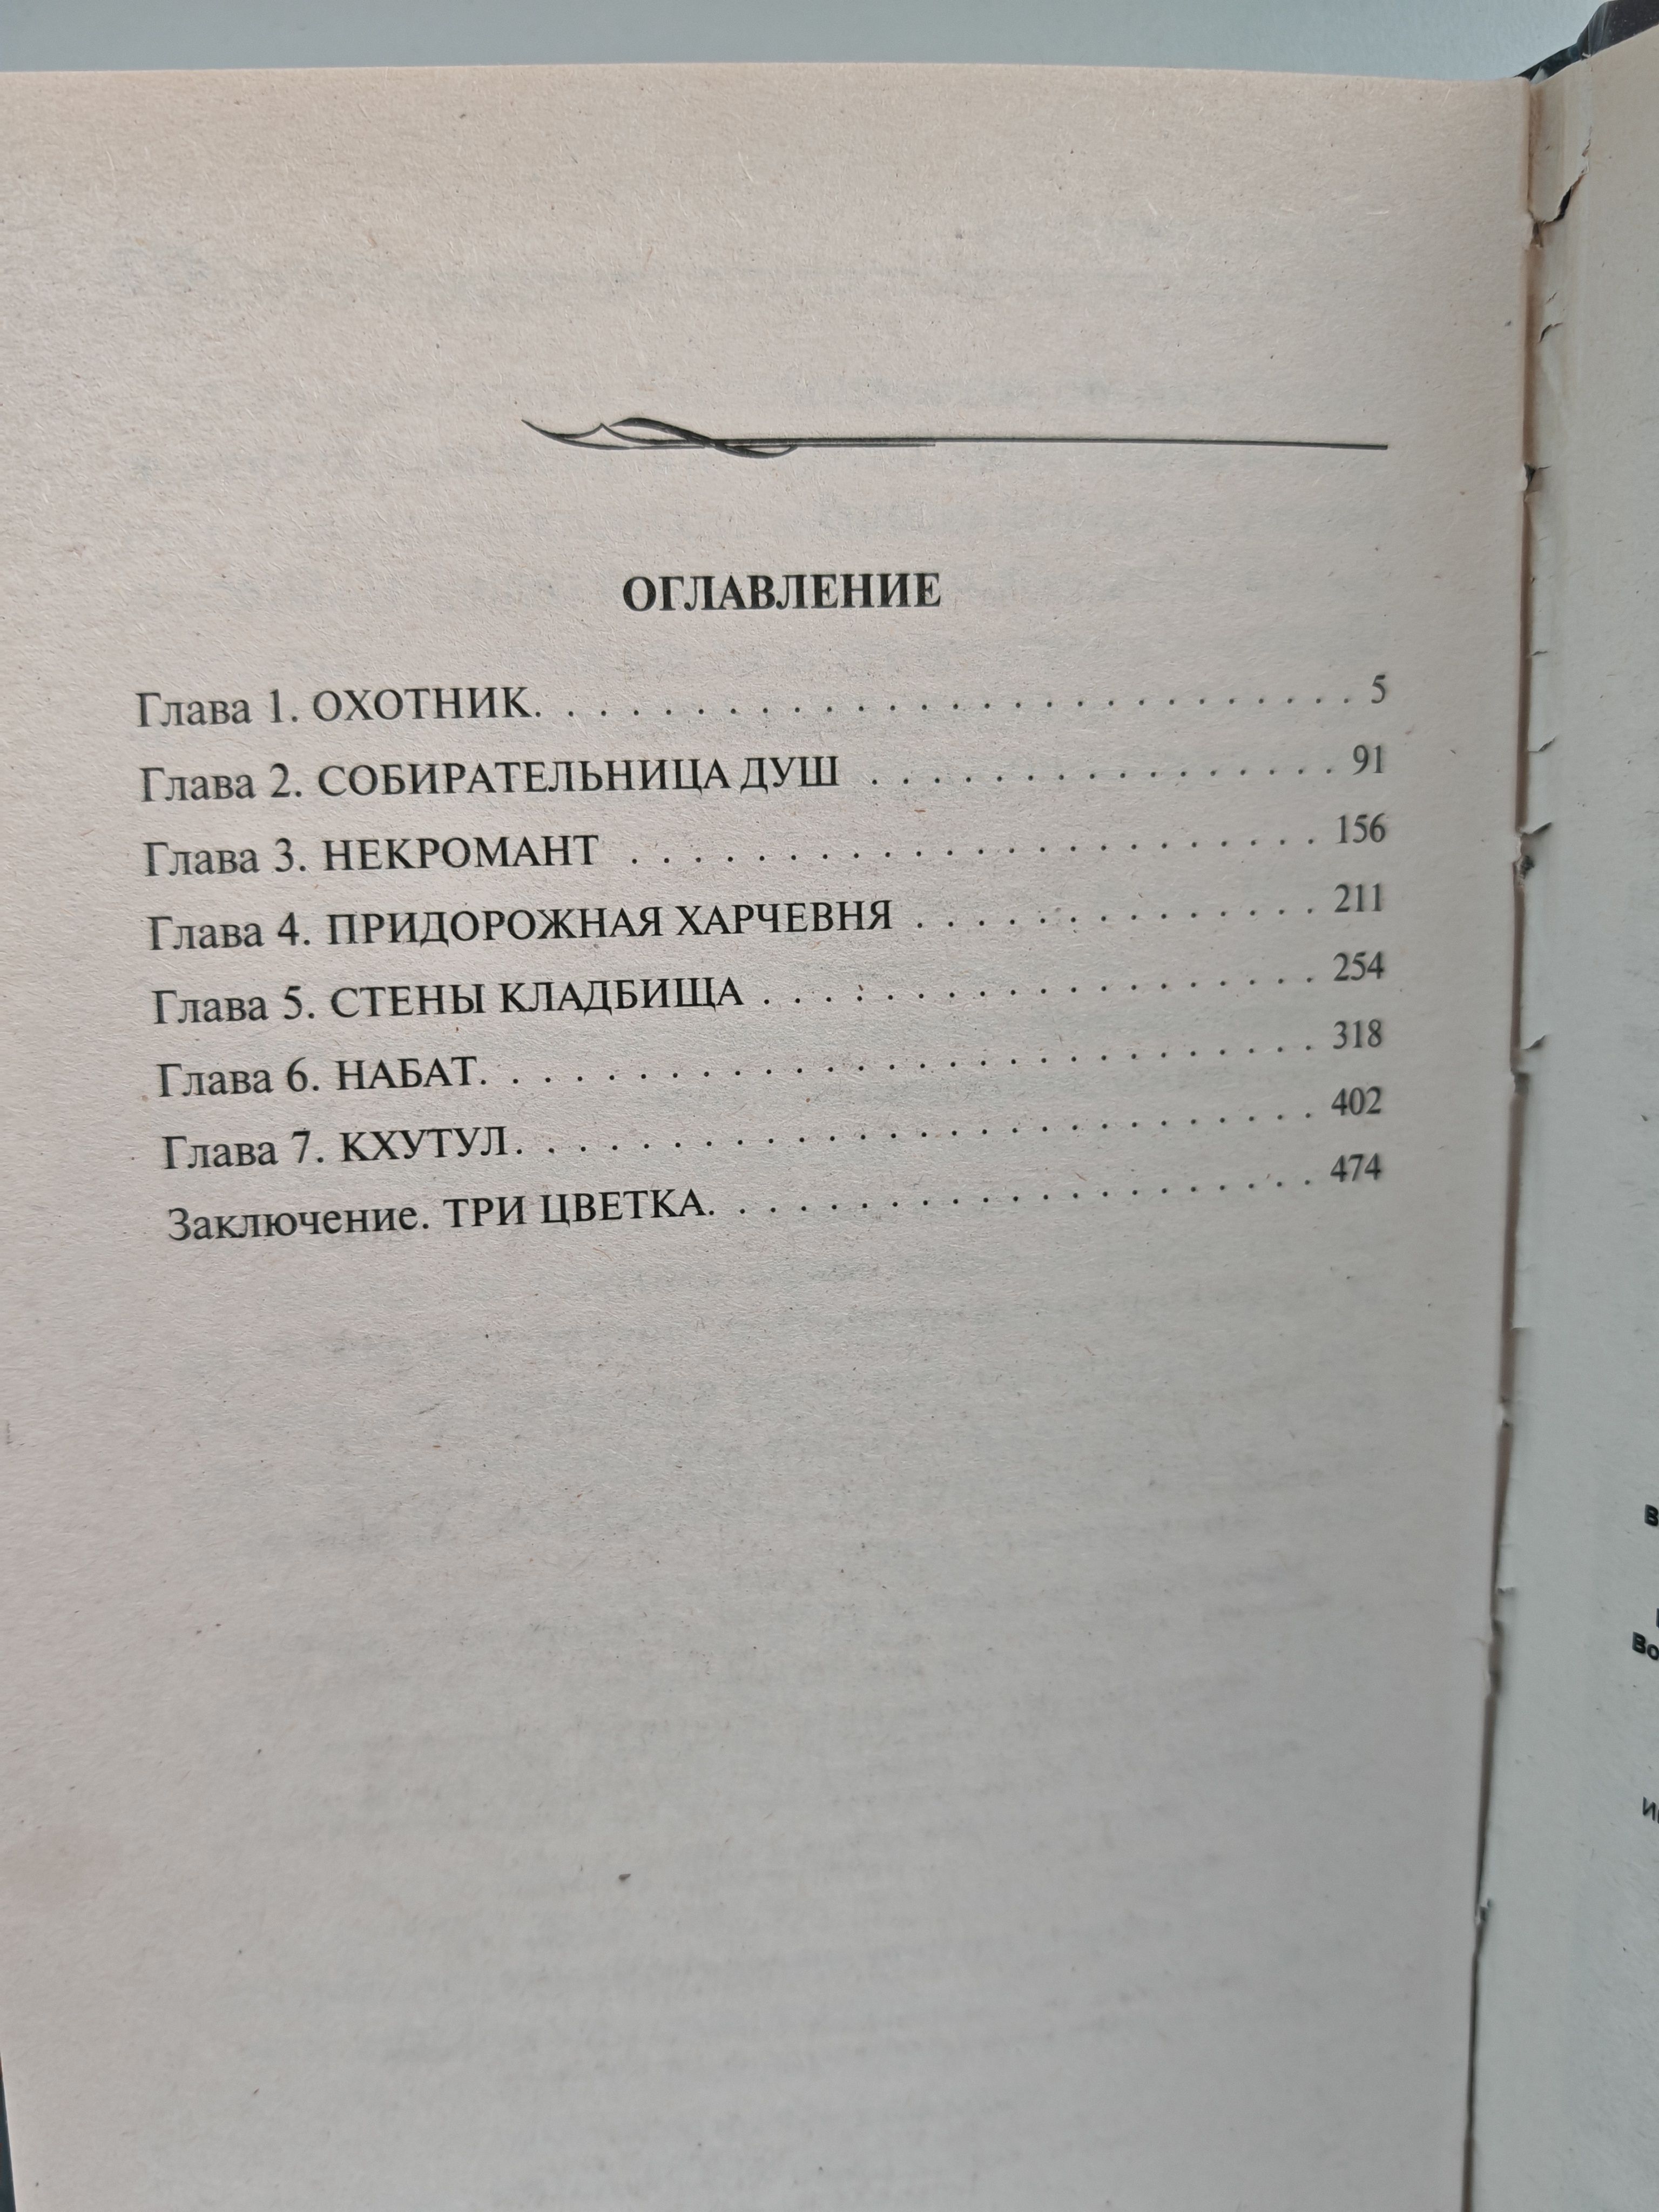 ОГЛАВЛЕНИЕ
Глава 1. ОХОТНИК. . . . . . . . . . . . . . . . . . . . . . . . . . . 5
Глава 2. СОБИРАТЕЛЬНИЦА ДУШ . . . . . . . . . . . . . . . 91
Глава 3. НЕКРОМАНТ . . . . . . . . . . . . . . . . . . . . . . 156
Глава 4. ПРИДОРОЖНАЯ ХАРЧЕВНЯ . . . . . . . . . . . . . 211
Глава 5. СТЕНЫ КЛАДБИЩА . . . . . . . . . . . . . . . . . . 254
Глава 6. НАБАТ. . . . . . . . . . . . . . . . . . . . . . . . . . . 318
Глава 7. КХУТУЛ. . . . . . . . . . . . . . . . . . . . . . . . . . 402
Заключение. ТРИ ЦВЕТКА. . . . . . . . . . . . . . . . . . . . 474